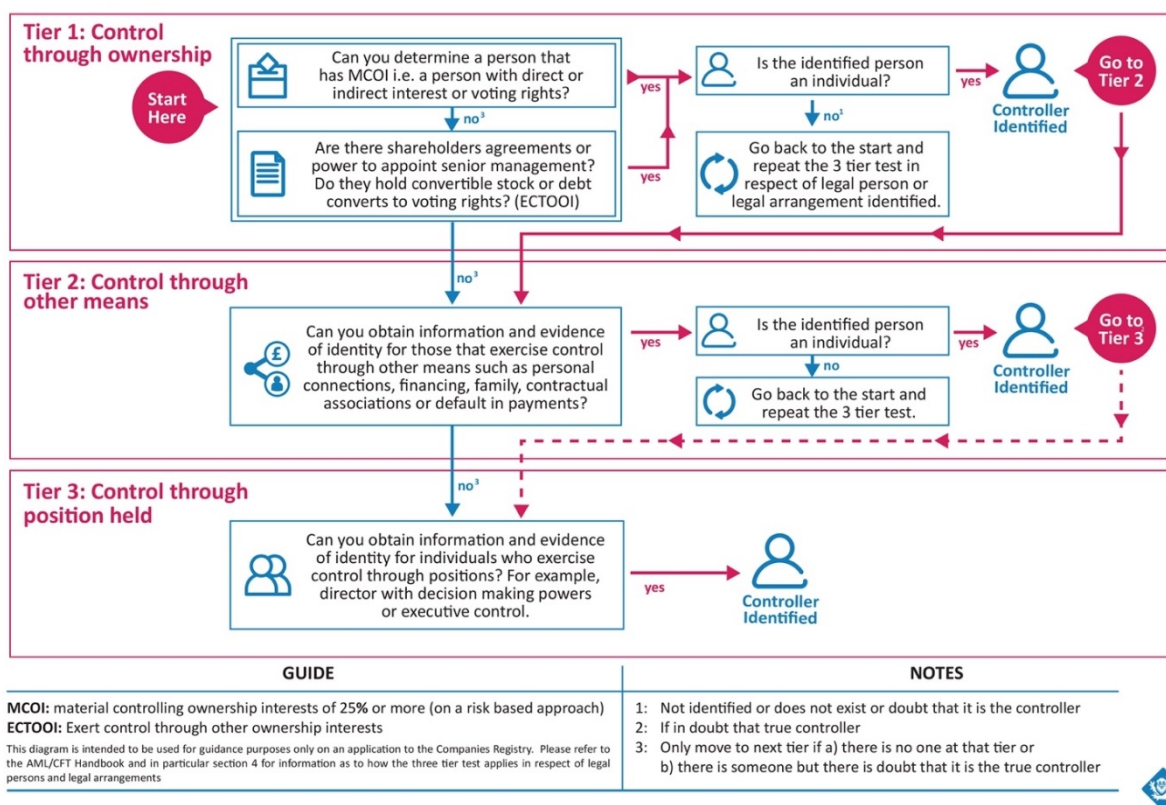 Tier 1: Control
through ownership
Start
Here
Can you determine a person that
has MCOI i.e. a person with direct or
indirect interest or voting rights?
yes
Is the identified person
an individual?
yes
Controller
Identified
Go to
Tier 2
no³
no¹
Are there shareholders agreements or
power to appoint senior management?
Do they hold convertible stock or debt
converts to voting rights? (ECTOOI)
yes
Go back to the start and
repeat the 3 tier test in
respect of legal person or
legal arrangement identified.
no³
Tier 2: Control through
other means
Can you obtain information and evidence
of identity for those that exercise control
through other means such as personal
connections, financing, family, contractual
associations or default in payments?
yes
Is the identified person
an individual?
yes
Controller
Identified
Go to
Tier 3
no
Go back to the start and
repeat the 3 tier test.
no³
Tier 3: Control through
position held
Can you obtain information and evidence
of identity for individuals who exercise
control through positions? For example,
director with decision making powers
or executive control.
yes
Controller
Identified
GUIDE
MCOI: material controlling ownership interests of 25% or more (on a risk based approach)
ECTOOI: Exert control through other ownership interests
This diagram is intended to be used for guidance purposes only on an application to the Companies Registry. Please refer to
the AML/CFT Handbook and in particular section 4 for information as to how the three tier test applies in respect of legal
persons and legal arrangements
NOTES
1: Not identified or does not exist or doubt that it is the controller
2: If in doubt that true controller
3: Only move to next tier if a) there is no one at that tier or
b) there is someone but there is doubt that it is the true controller